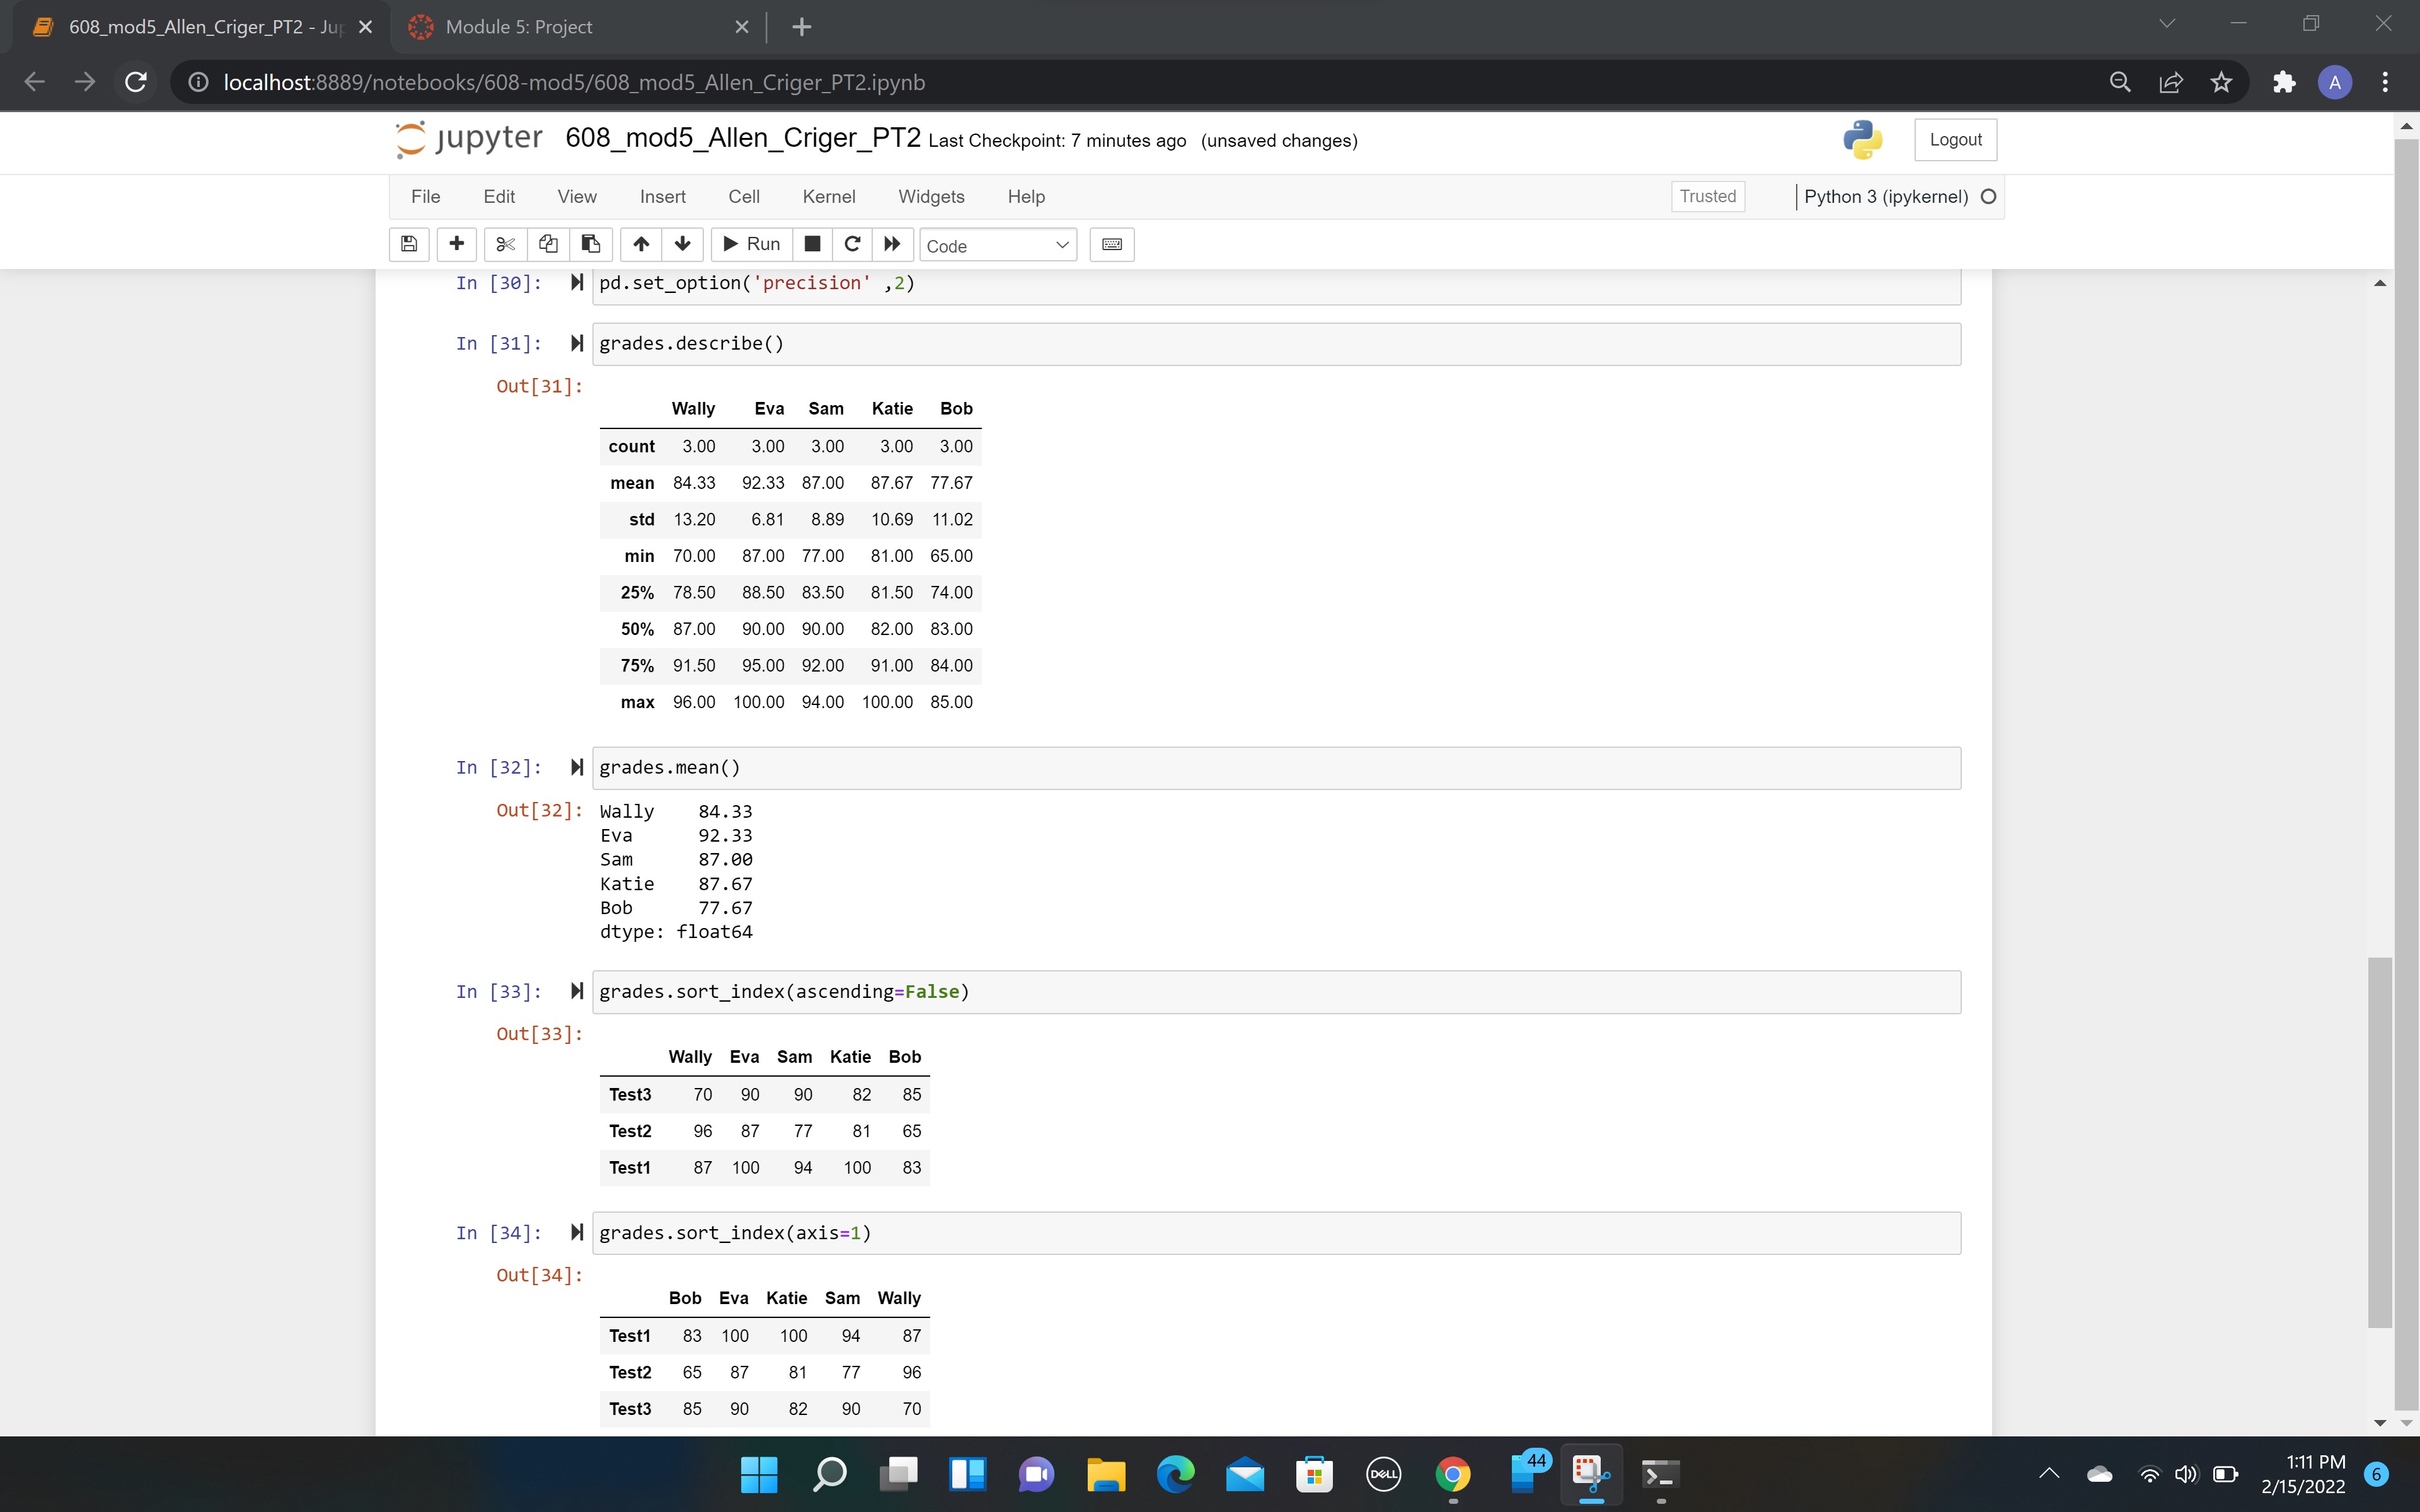 608_mod5_Allen_Criger_PT2 - Jup
Module 5: Project
localhost:8889/notebooks/608-mod5/608_mod5_Allen_Criger_PT2.ipynb
A
jupyter 608_mod5_Allen_Criger_PT2 Last Checkpoint: 7 minutes ago (unsaved changes)
Logout
File Edit View Insert Cell Kernel Widgets Help
Trusted
Python 3 (ipykernel)
Run
Code
In [30]: pd.set_option('precision' ,2)
In [31]: grades.describe()
Out[31]:
Wally Eva Sam Katie Bob
count 3.00 3.00 3.00 3.00 3.00
mean 84.33 92.33 87.00 87.67 77.67
std 13.20 6.81 8.89 10.69 11.02
min 70.00 87.00 77.00 81.00 65.00
25% 78.50 88.50 83.50 81.50 74.00
50% 87.00 90.00 90.00 82.00 83.00
75% 91.50 95.00 92.00 91.00 84.00
max 96.00 100.00 94.00 100.00 85.00
In [32]: grades.mean()
Out[32]: Wally 84.33
Eva 92.33
Sam 87.00
Katie 87.67
Bob 77.67
dtype: float64
In [33]: grades.sort_index(ascending=False)
Out[33]:
Wally Eva Sam Katie Bob
Test3 70 90 90 82 85
Test2 96 87 77 81 65
Test1 87 100 94 100 83
In [34]: grades.sort_index(axis=1)
Out[34]:
Bob Eva Katie Sam Wally
Test1 83 100 100 94 87
Test2 65 87 81 77 96
Test3 85 90 82 90 70
DELL
44
1:11 PM
2/15/2022
6